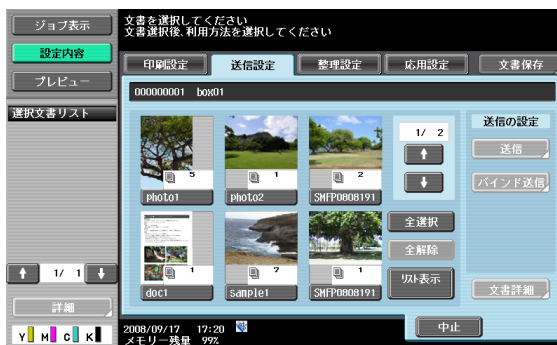 ジョブ表示
設定内容
プレビュー
選択文書リスト
1/ 1
詳細
Y M C K
文書を選択してください
文書選択後、利用方法を選択してください
印刷設定
送信設定
整理設定
応用設定
文書保存
000000001 box01
5
photo1
1
photo2
2
SMFP0808191
1
doc1
7
sample1
1
SMFP0808191
1/ 2
全選択
全解除
リスト表示
送信の設定
送信
バインド送信
文書詳細
2008/09/17 17:20
メモリー残量 99%
中止